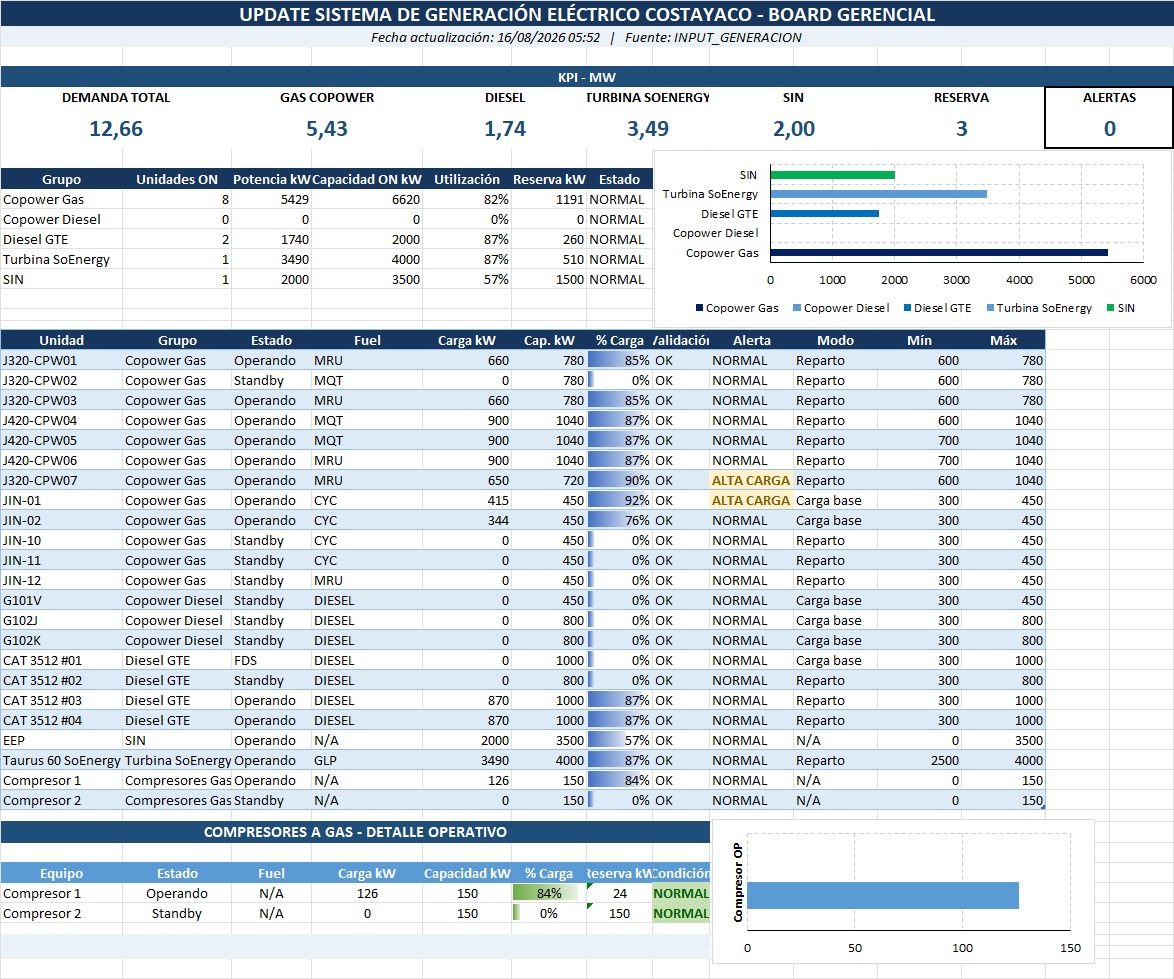 UPDATE SISTEMA DE GENERACIÓN ELÉCTRICO COSTAYACO - BOARD GERENCIAL
Fecha actualización: 16/08/2026 05:52 | Fuente: INPUT_GENERACION
KPI - MW
DEMANDA TOTAL GAS COPOWER DIESEL TURBINA SOENERGY SIN RESERVA ALERTAS
12,66 5,43 1,74 3,49 2,00 3 0
Grupo Unidades ON Potencia kW Capacidad ON kW Utilización Reserva kW Estado
Copower Gas 8 5429 6620 82% 1191 NORMAL
Copower Diesel 0 0 0 0% 0 NORMAL
Diesel GTE 2 1740 2000 87% 260 NORMAL
Turbina SoEnergy 1 3490 4000 87% 510 NORMAL
SIN 1 2000 3500 57% 1500 NORMAL
SIN
Turbina SoEnergy
Diesel GTE
Copower Diesel
Copower Gas
0 1000 2000 3000 4000 5000 6000
Copower Gas Copower Diesel Diesel GTE Turbina SoEnergy SIN
Unidad Grupo Estado Fuel Carga kW Cap. kW % Carga Validación Alerta Modo Mín Máx
J320-CPW01 Copower Gas Operando MRU 660 780 85% OK NORMAL Reparto 600 780
J320-CPW02 Copower Gas Standby MQT 0 780 0% OK NORMAL Reparto 600 780
J320-CPW03 Copower Gas Operando MRU 660 780 85% OK NORMAL Reparto 600 780
J420-CPW04 Copower Gas Operando MQT 900 1040 87% OK NORMAL Reparto 600 1040
J420-CPW05 Copower Gas Operando MQT 900 1040 87% OK NORMAL Reparto 700 1040
J420-CPW06 Copower Gas Operando MRU 900 1040 87% OK NORMAL Reparto 700 1040
J320-CPW07 Copower Gas Operando MRU 650 720 90% OK ALTA CARGA Reparto 600 1040
JIN-01 Copower Gas Operando CYC 415 450 92% OK ALTA CARGA Carga base 300 450
JIN-02 Copower Gas Operando CYC 344 450 76% OK NORMAL Carga base 300 450
JIN-10 Copower Gas Standby CYC 0 450 0% OK NORMAL Reparto 300 450
JIN-11 Copower Gas Standby CYC 0 450 0% OK NORMAL Reparto 300 450
JIN-12 Copower Gas Standby MRU 0 450 0% OK NORMAL Reparto 300 450
G101V Copower Diesel Standby DIESEL 0 450 0% OK NORMAL Carga base 300 450
G102J Copower Diesel Standby DIESEL 0 800 0% OK NORMAL Carga base 300 800
G102K Copower Diesel Standby DIESEL 0 800 0% OK NORMAL Carga base 300 800
CAT 3512 #01 Diesel GTE FDS DIESEL 0 1000 0% OK NORMAL Carga base 300 1000
CAT 3512 #02 Diesel GTE Standby DIESEL 0 800 0% OK NORMAL Reparto 300 800
CAT 3512 #03 Diesel GTE Operando DIESEL 870 1000 87% OK NORMAL Reparto 300 1000
CAT 3512 #04 Diesel GTE Operando DIESEL 870 1000 87% OK NORMAL Reparto 300 1000
EEP SIN Operando N/A 2000 3500 57% OK NORMAL N/A 0 3500
Taurus 60 SoEnergy Turbina SoEnergy Operando GLP 3490 4000 87% OK NORMAL Reparto 2500 4000
Compresor 1 Compresores Gas Operando N/A 126 150 84% OK NORMAL N/A 0 150
Compresor 2 Compresores Gas Standby N/A 0 150 0% OK NORMAL N/A 0 150
COMPRESORES A GAS - DETALLE OPERATIVO
Equipo Estado Fuel Carga kW Capacidad kW % Carga Reserva kW Condición
Compresor 1 Operando N/A 126 150 84% 24 NORMAL
Compresor 2 Standby N/A 0 150 0% 150 NORMAL
Compresor OP
0 50 100 150